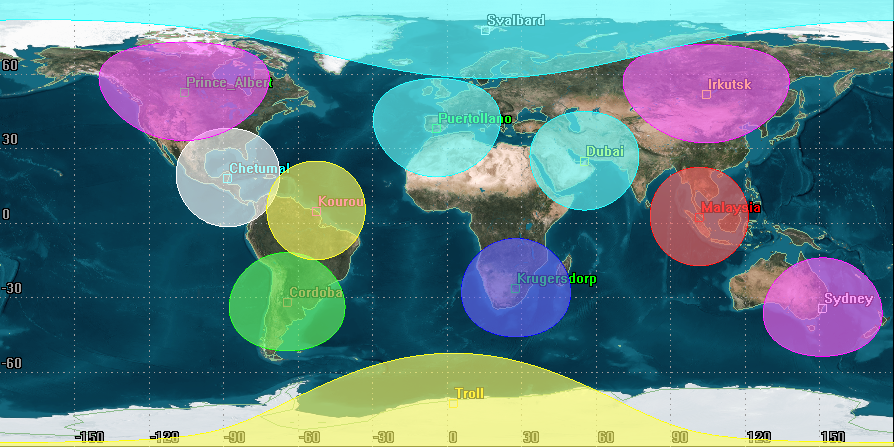 Svalbard
60
Prince_Albert
Irkutsk
Puertollano
30
Dubai
Chetumal
Kourou
Malaysia
0
Krugersdorp
-30
Cordoba
Sydney
-60
Troll
-150 -120 -90 -60 -30 0 30 60 90 120 150